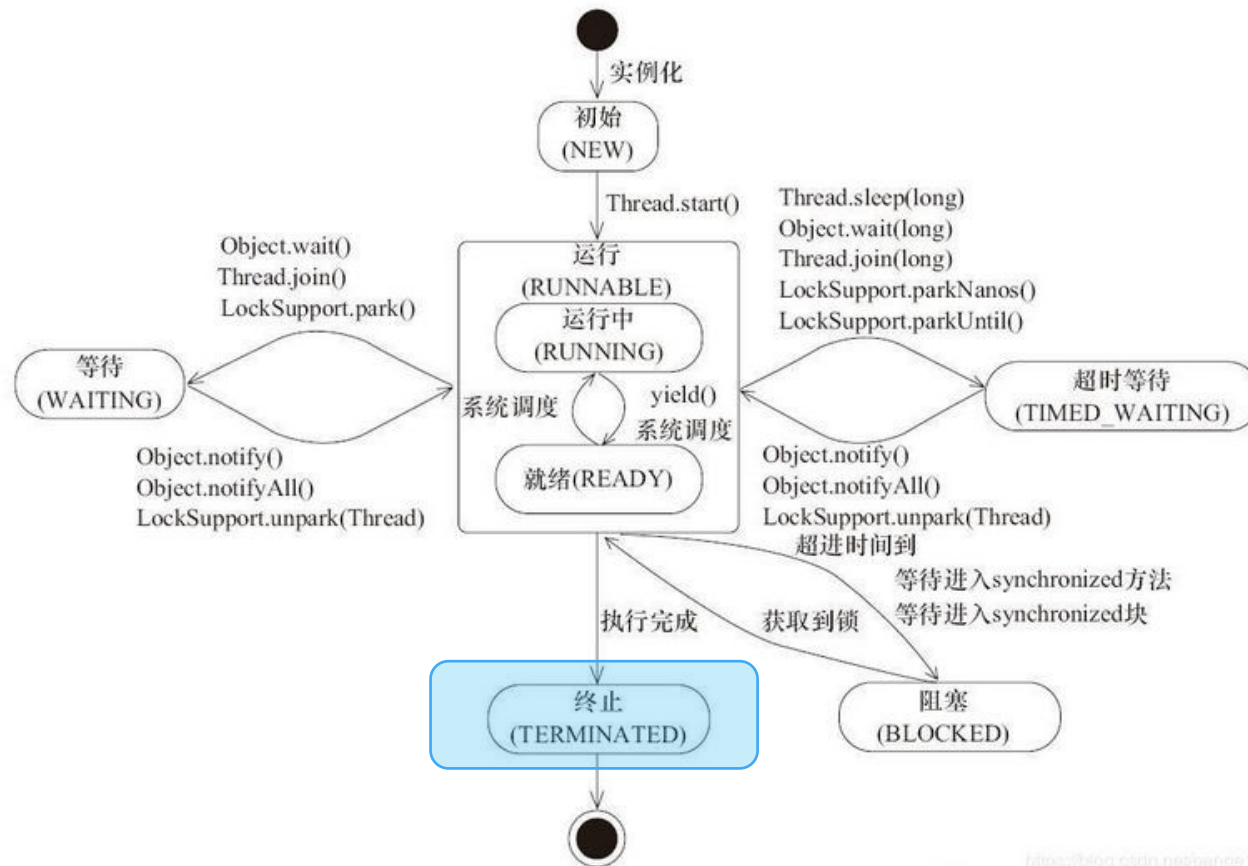 实例化
初始
(NEW)
Thread.start()
Object.wait()
Thread.join()
LockSupport.park()
Thread.sleep(long)
Object.wait(long)
Thread.join(long)
LockSupport.parkNanos()
LockSupport.parkUntil()
运行
(RUNNABLE)
运行中
(RUNNING)
等待
(WAITING)
超时等待
(TIMED_WAITING)
系统调度
yield()
系统调度
就绪(READY)
Object.notify()
Object.notifyAll()
LockSupport.unpark(Thread)
Object.notify()
Object.notifyAll()
LockSupport.unpark(Thread)
超进时间到
等待进入synchronized方法
等待进入synchronized块
执行完成
获取到锁
终止
(TERMINATED)
阻塞
(BLOCKED)